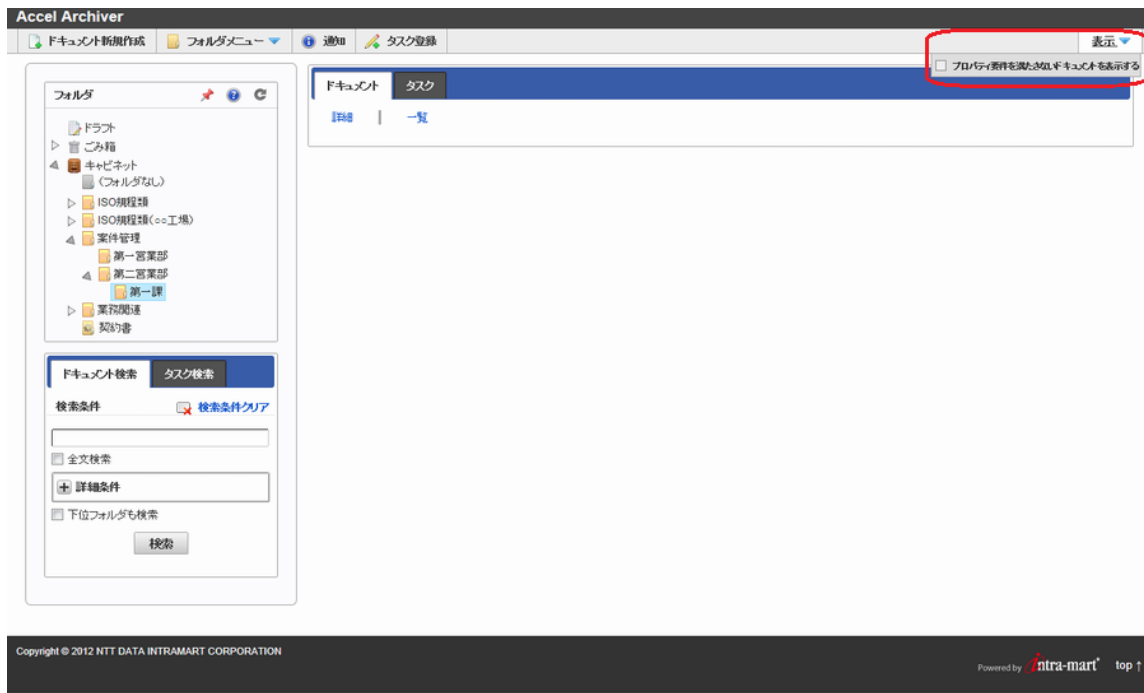 Accel Archiver
ドキュメント新規作成 フォルダメニュー 通知 タスク登録 表示
プロパティ要件を満たさないドキュメントを表示する
フォルダ
ドラフト
ごみ箱
キャビネット
(フォルダなし)
ISO規程類
ISO規程類(○○工場)
案件管理
第一営業部
第二営業部
第一課
業務関連
契約書
ドキュメント タスク
詳細 | 一覧
ドキュメント検索 タスク検索
検索条件 検索条件クリア
全文検索
詳細条件
下位フォルダも検索
検索
Copyright © 2012 NTT DATA INTRAMART CORPORATION
Powered by intra-mart top ↑